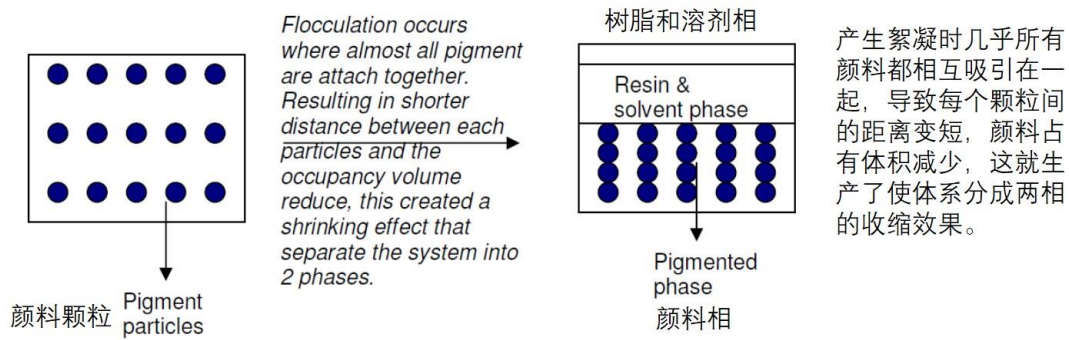 颜料颗粒
Pigment
particles
Flocculation occurs
where almost all pigment
are attach together.
Resulting in shorter
distance between each
particles and the
occupancy volume
reduce, this created a
shrinking effect that
separate the system into
2 phases.
树脂和溶剂相
Resin &
solvent phase
Pigmented
phase
颜料相
产生絮凝时几乎所有
颜料都相互吸引在一
起，导致每个颗粒间
的距离变短，颜料占
有体积减少，这就生
产了使体系分成两相
的收缩效果。